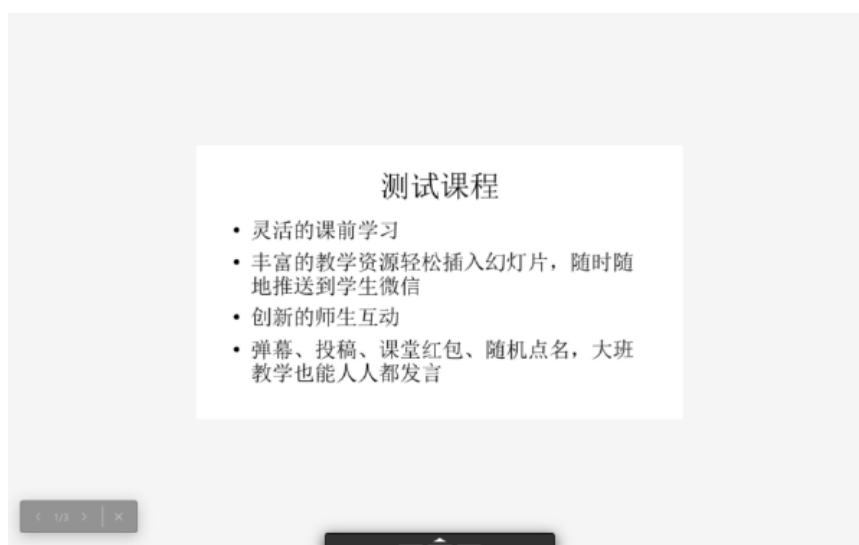 测试课程
• 灵活的课前学习
• 丰富的教学资源轻松插入幻灯片，随时随
地推送到学生微信
• 创新的师生互动
• 弹幕、投稿、课堂红包、随机点名，大班
教学也能人人都发言
1/3